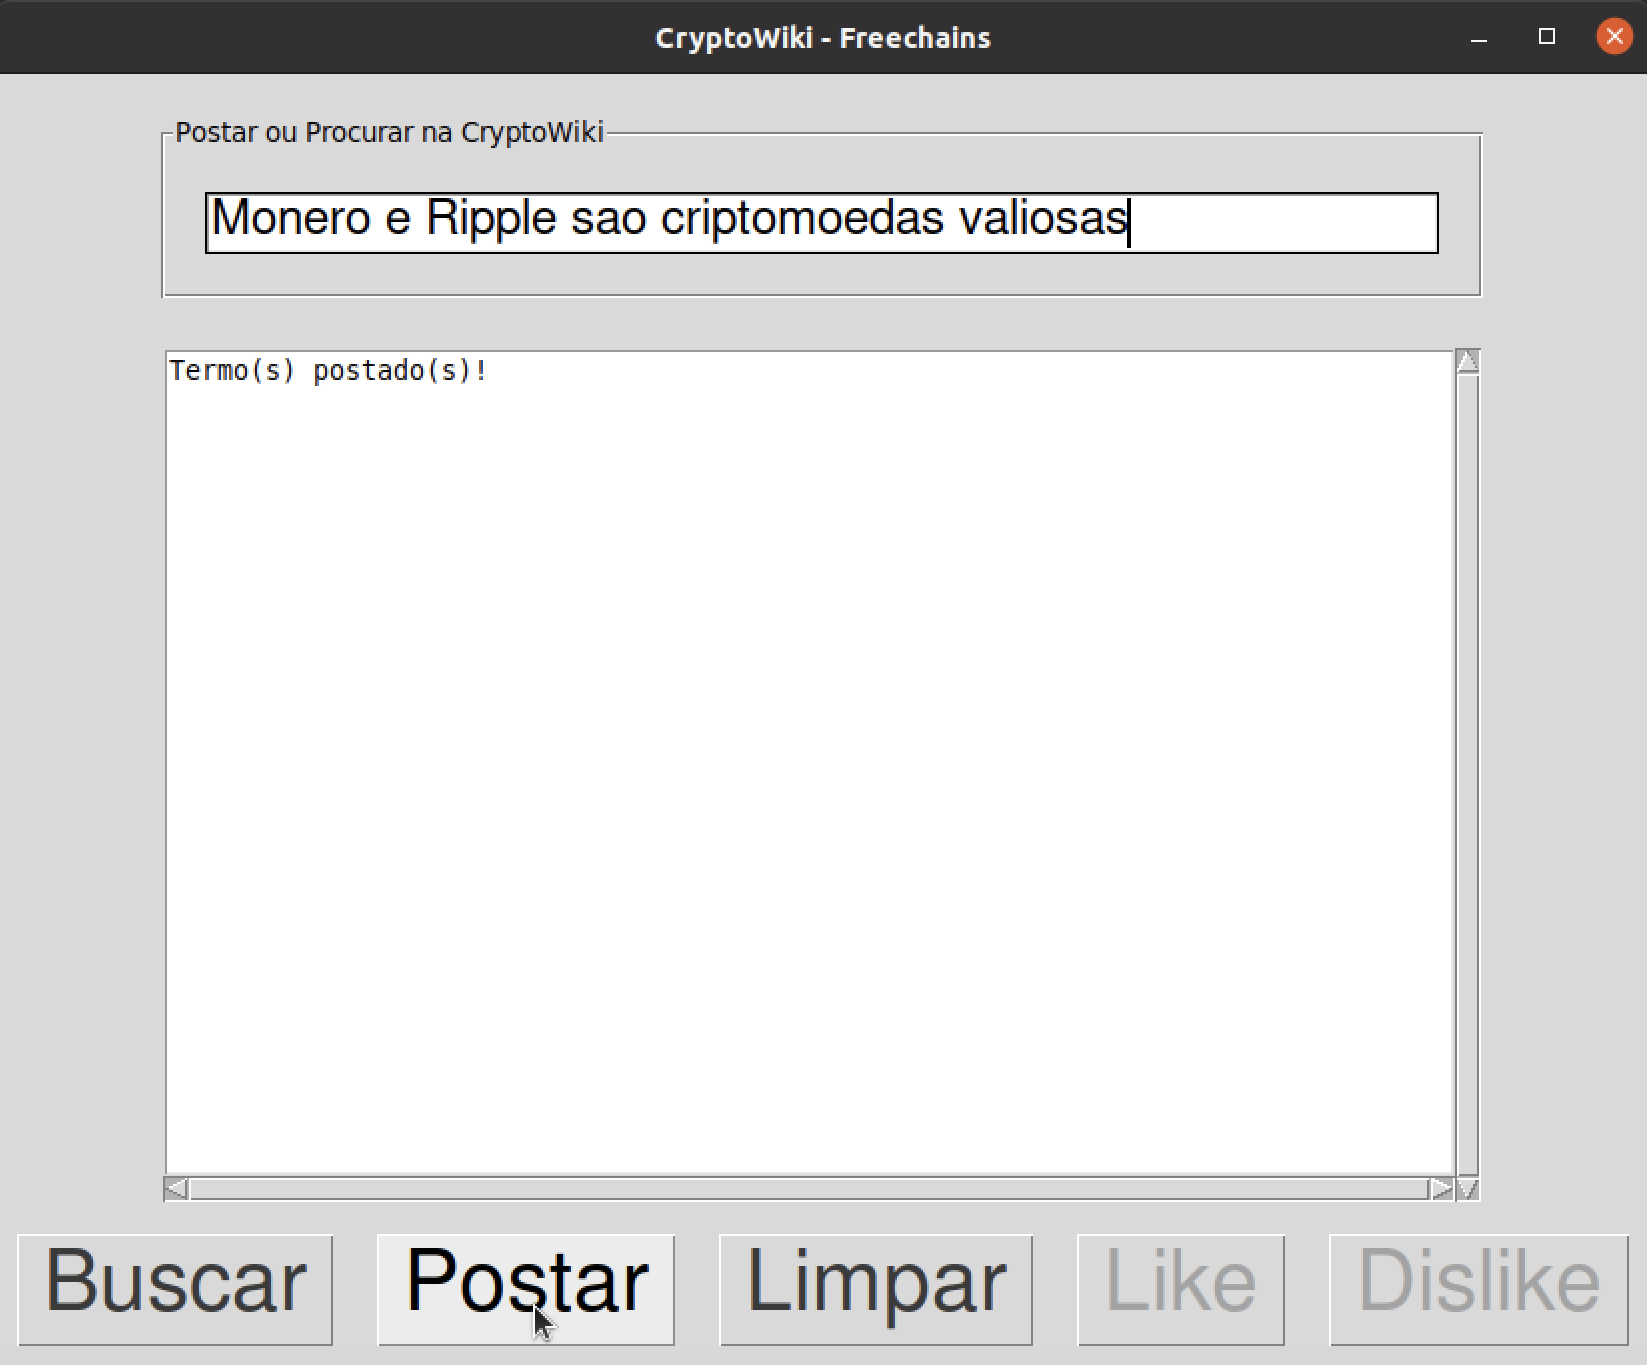 CryptoWiki - Freechains
Postar ou Procurar na CryptoWiki
Monero e Ripple sao criptomoedas valiosas
Termo(s) postado(s)!
Buscar Postar Limpar Like Dislike